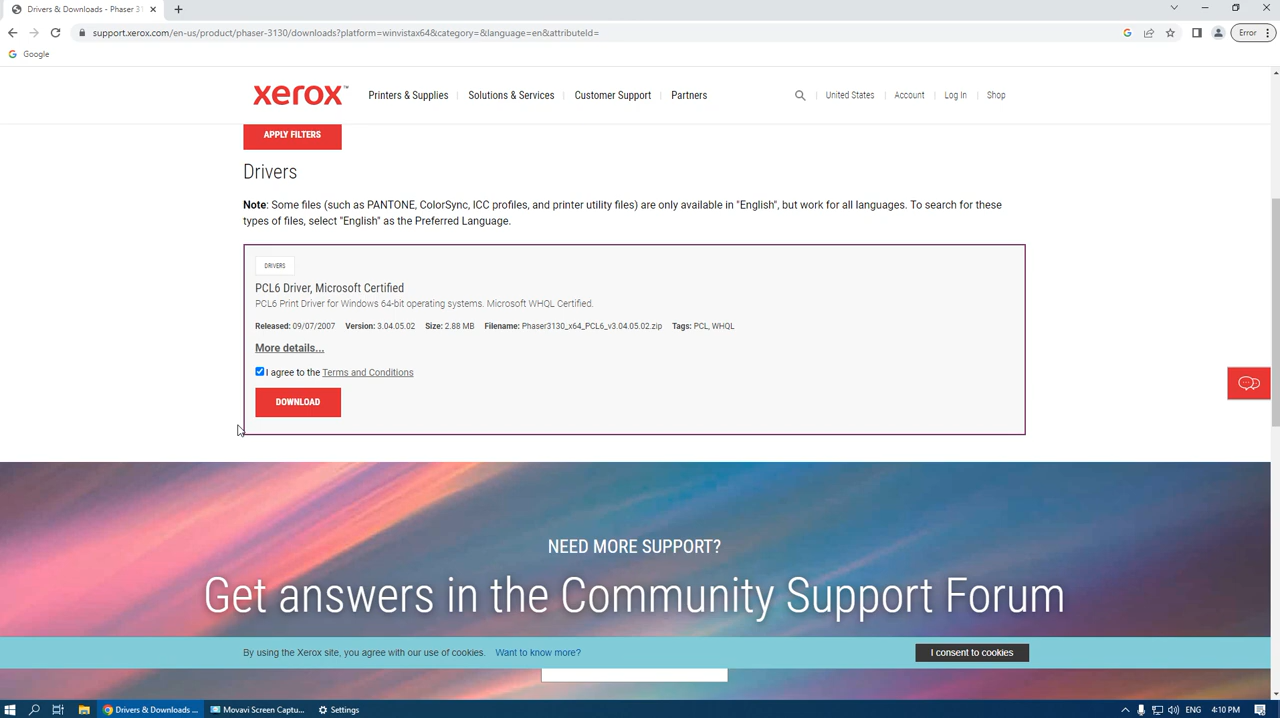 Drivers & Downloads - Phaser 3
support.xerox.com/en-us/product/phaser-3130/downloads?platform=winvistax64&category=&language=en&attributeId=
Error
Google
xerox™
Printers & Supplies
Solutions & Services
Customer Support
Partners
United States
Account
Log In
Shop
APPLY FILTERS
Drivers
Note: Some files (such as PANTONE, ColorSync, ICC profiles, and printer utility files) are only available in "English", but work for all languages. To search for these
types of files, select "English" as the Preferred Language.
DRIVERS
PCL6 Driver, Microsoft Certified
PCL6 Print Driver for Windows 64-bit operating systems. Microsoft WHQL Certified.
Released: 09/07/2007 Version: 3.04.05.02 Size: 2.88 MB Filename: Phaser3130_x64_PCL6_v3.04.05.02.zip Tags: PCL, WHQL
More details...
I agree to the Terms and Conditions
DOWNLOAD
NEED MORE SUPPORT?
Get answers in the Community Support Forum
By using the Xerox site, you agree with our use of cookies. Want to know more?
I consent to cookies
Drivers & Downloads ...
Movavi Screen Captu...
Settings
ENG
4:10 PM